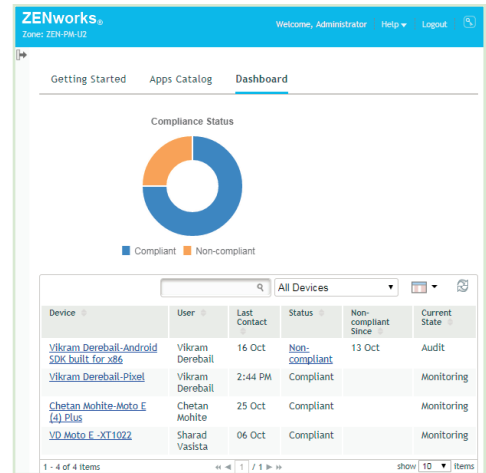 ZENworks®
Zone: ZEN-PM-U2
Welcome, Administrator Help Logout
Getting Started Apps Catalog Dashboard
Compliance Status
Compliant Non-compliant
All Devices
Device User Last Contact Status Non-compliant Since Current State
Vikram Derebail-Android SDK built for x86 Vikram Derebail 16 Oct Non-compliant 13 Oct Audit
Vikram Derebail-Pixel Vikram Derebail 2:44 PM Compliant Monitoring
Chetan Mohite-Moto E (4) Plus Chetan Mohite 25 Oct Compliant Monitoring
VD Moto E -XT1022 Sharad Vasista 06 Oct Compliant Monitoring
1 - 4 of 4 items 1 / 1 show 10 items